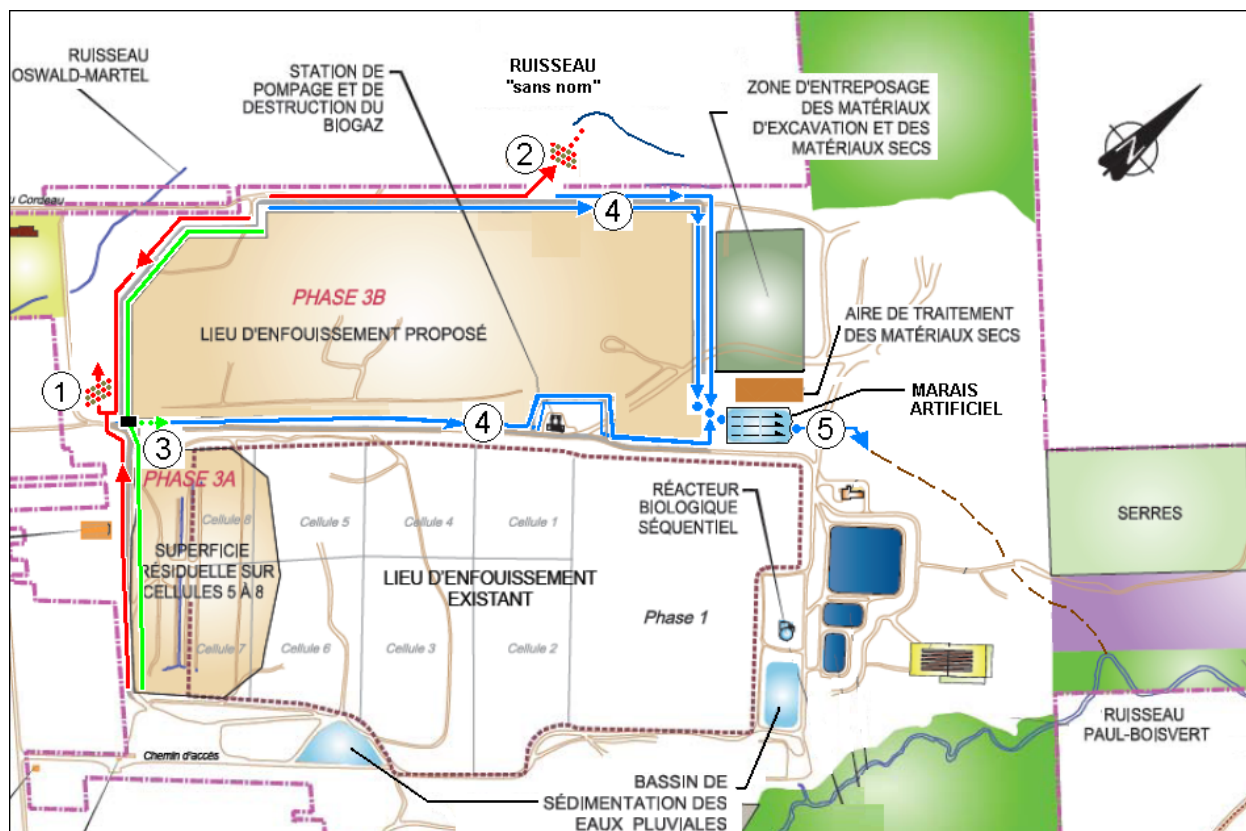 RUISSEAU
OSWALD-MARTEL
STATION DE
POMPAGE ET DE
DESTRUCTION DU
BIOGAZ
RUISSEAU
"sans nom"
ZONE D'ENTREPOSAGE
DES MATÉRIAUX
D'EXCAVATION ET DES
MATÉRIAUX SECS
N
2
u Cordeau
4
PHASE 3B
LIEU D'ENFOUISSEMENT PROPOSÉ
AIRE DE TRAITEMENT
DES MATÉRIAUX SECS
1
MARAIS
ARTIFICIEL
3
4
5
PHASE 3A
RÉACTEUR
BIOLOGIQUE
SÉQUENTIEL
SERRES
Cellule 8
Cellule 5
Cellule 4
Cellule 1
SUPERFICIE
RÉSIDUELLE SUR
CELLULES 5 À 8
LIEU D'ENFOUISSEMENT
EXISTANT
Phase 1
Cellule 7
Cellule 6
Cellule 3
Cellule 2
RUISSEAU
PAUL-BOISVERT
Chemin d'accès
BASSIN DE
SÉDIMENTATION DES
EAUX PLUVIALES